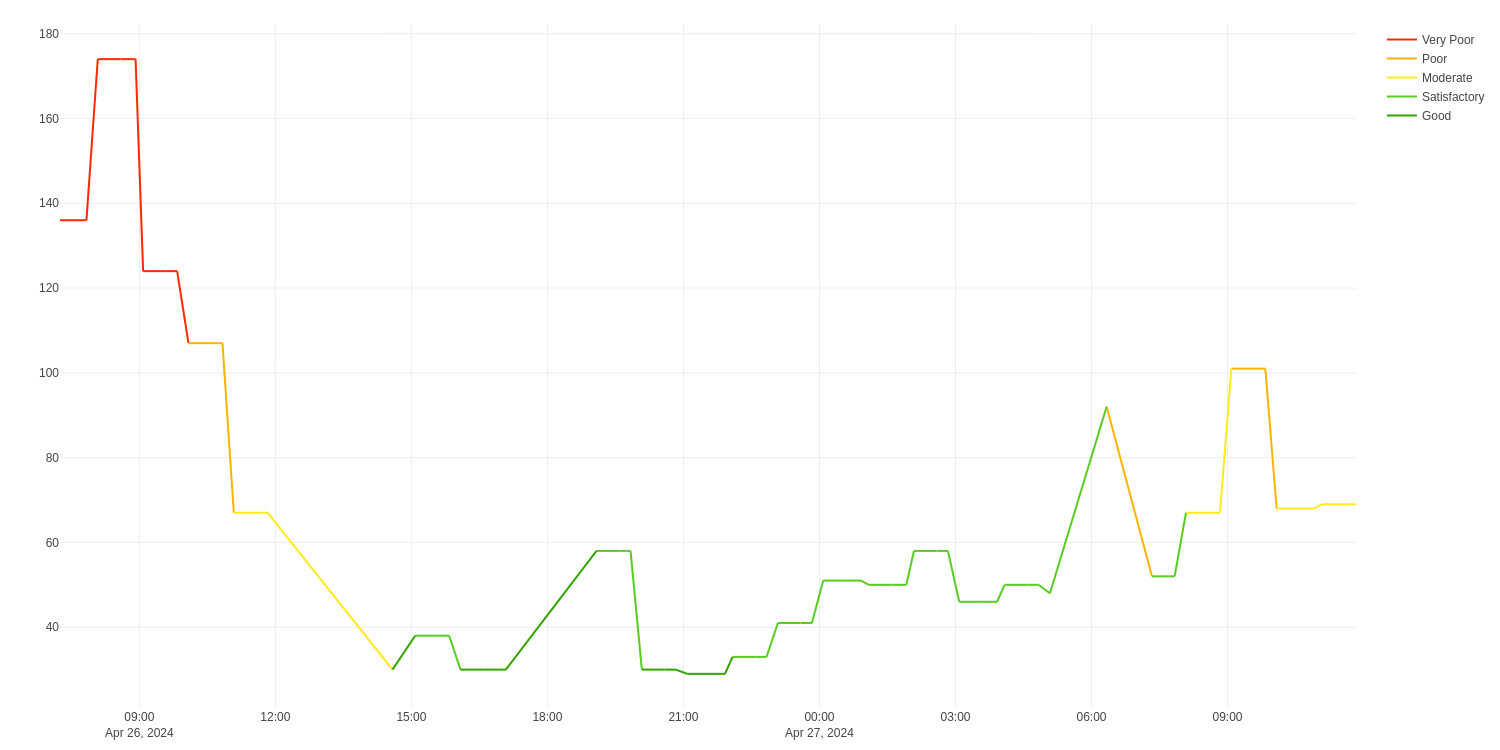 180
160
140
120
100
80
60
40
09:00
Apr 26, 2024
12:00
15:00
18:00
21:00
00:00
Apr 27, 2024
03:00
06:00
09:00
Very Poor
Poor
Moderate
Satisfactory
Good